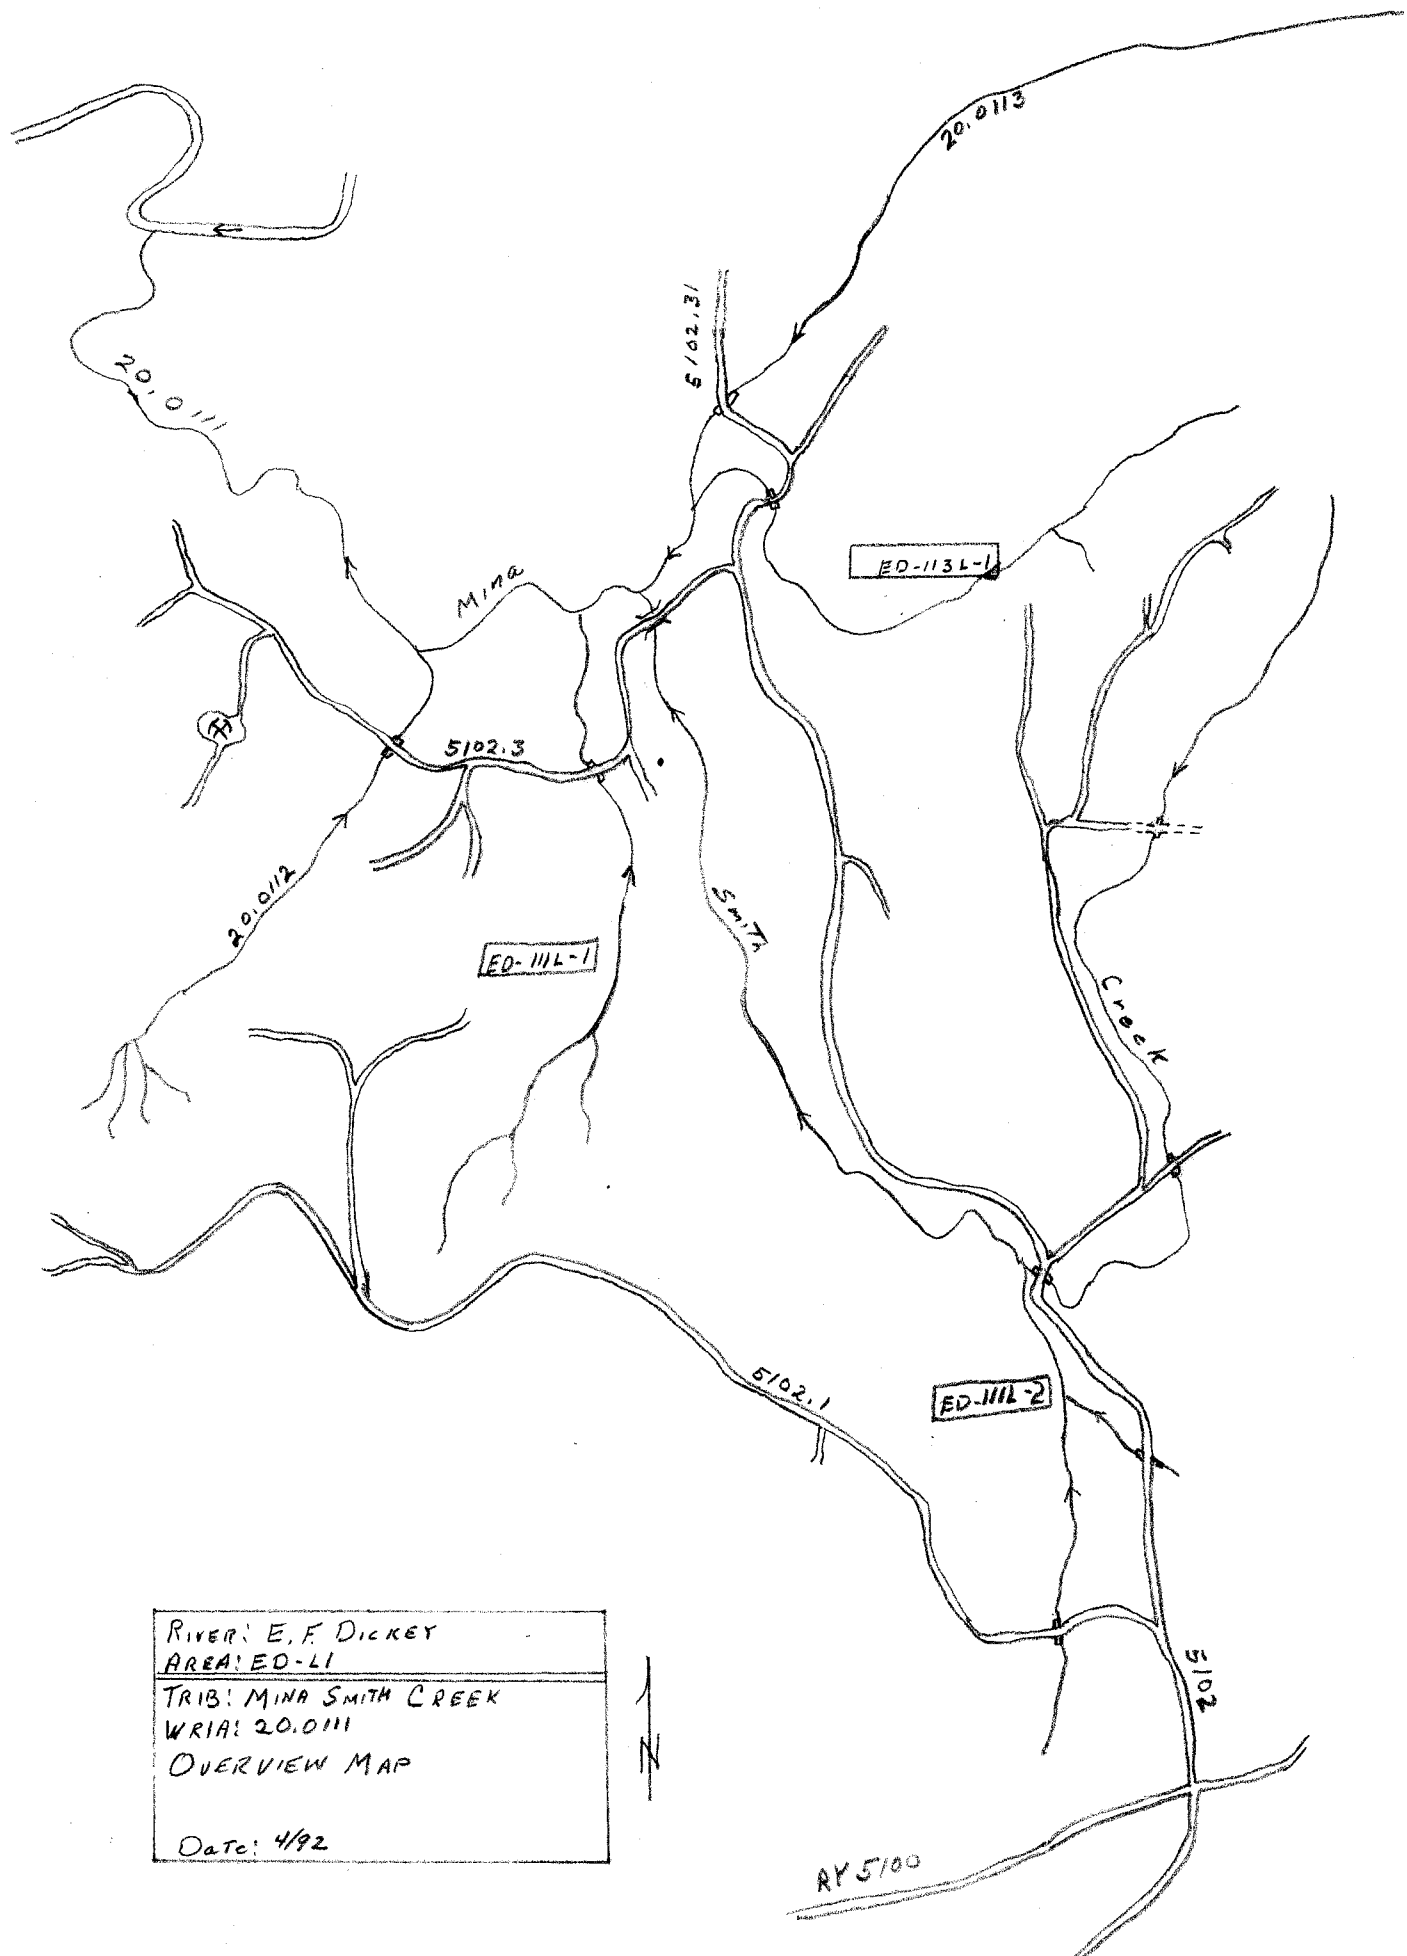 20.0113
5102.31
20.0111
ED-113L-1
Mina
5102.3
20.0112
Smith
ED-111L-1
Creek
5102.1
ED-111L-2
5102
RIVER: E.F. DICKEY
AREA: ED-L1
TRIB: MINA SMITH CREEK
WRIA: 20.0111
OVERVIEW MAP
DaTe: 4/92
N
RY 5100